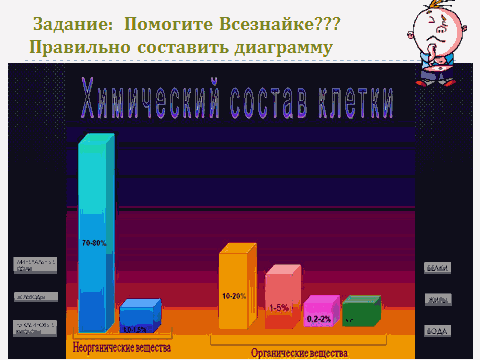 Задание: Помогите Всезнайке???
Правильно составить диаграмму
Химический состав клетки
70-80%
10-20%
1-5%
0,2-2%
1,0-1,5%
Неорганические вещества
Органические вещества
БЕЛКИ
ЖИРЫ
ВОДА
УГЛЕВОДЫ